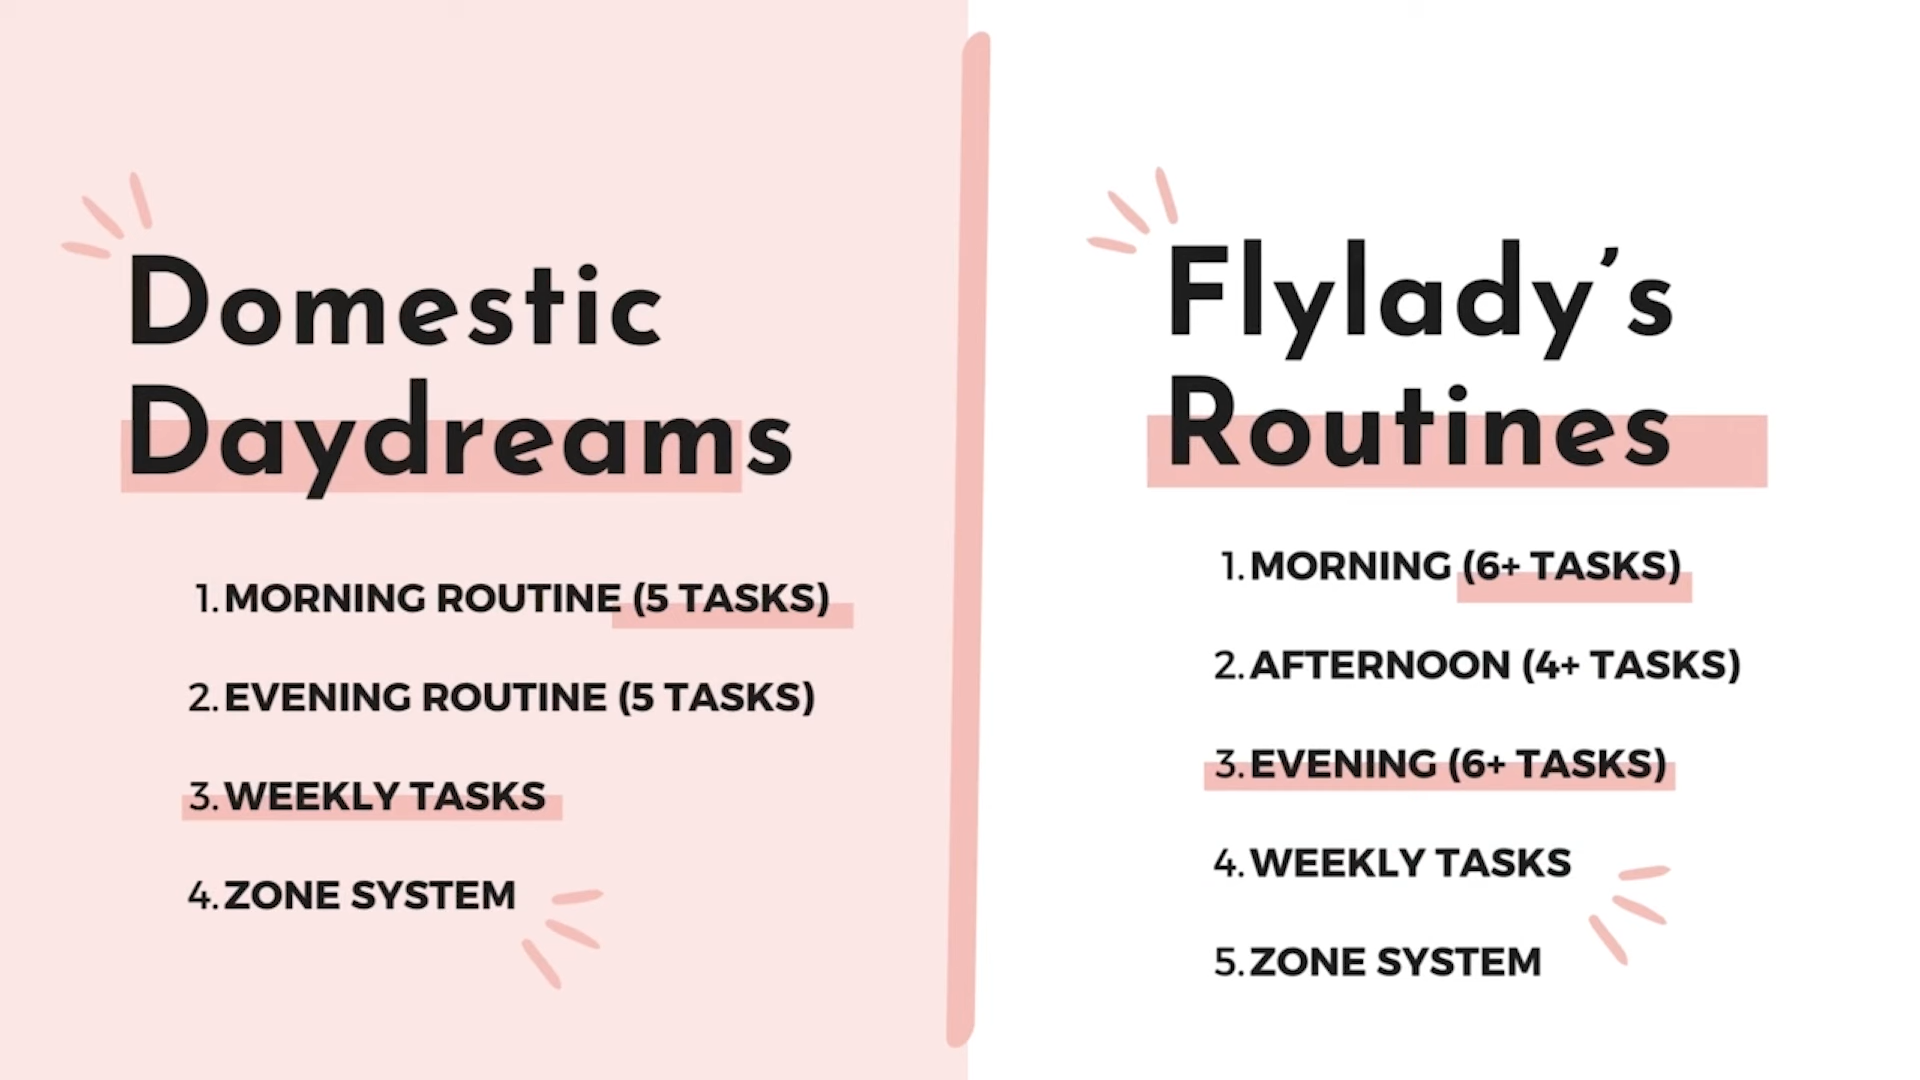 Domestic
Daydreams
1. MORNING ROUTINE (5 TASKS)
2. EVENING ROUTINE (5 TASKS)
3. WEEKLY TASKS
4. ZONE SYSTEM
Flylady's
Routines
1. MORNING (6+ TASKS)
2. AFTERNOON (4+ TASKS)
3. EVENING (6+ TASKS)
4. WEEKLY TASKS
5. ZONE SYSTEM